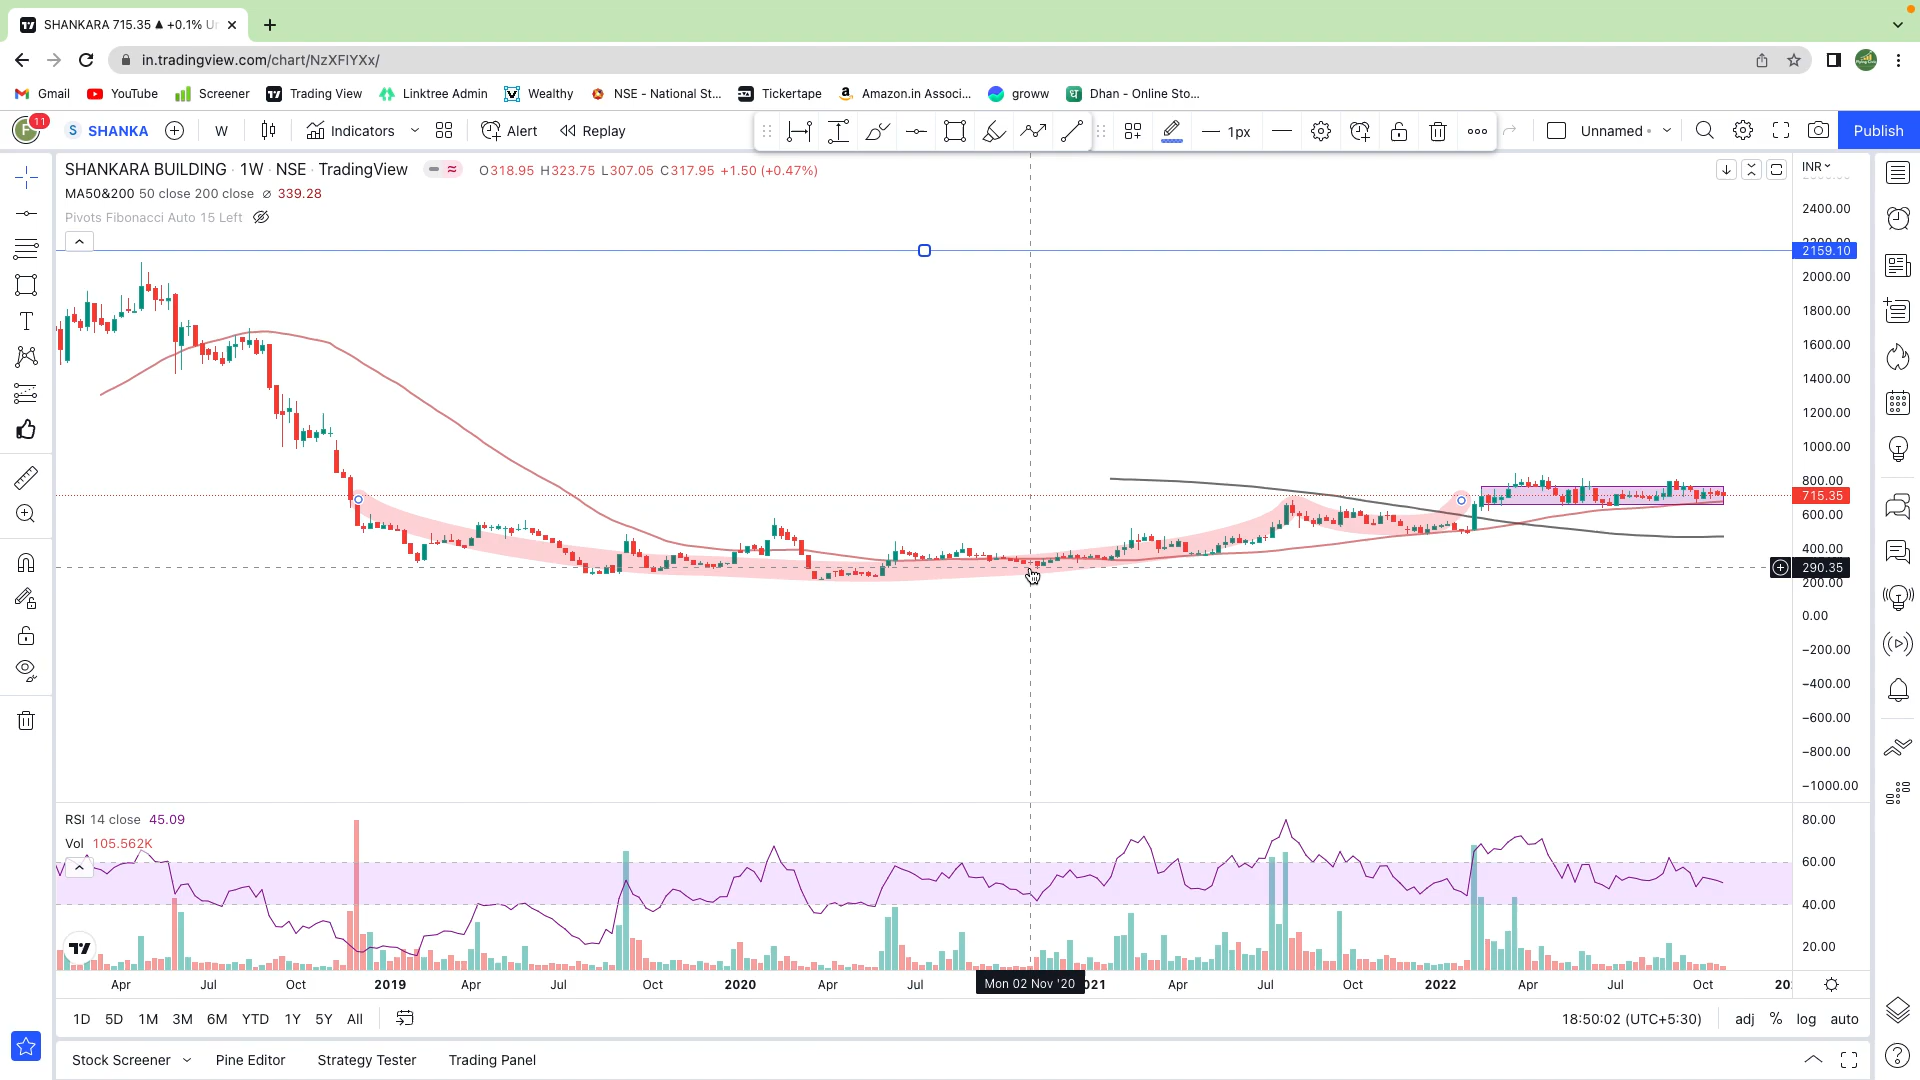 SHANKARA 715.35 ▲ +0.1% Ur
in.tradingview.com/chart/NzXFIYXx/
Gmail YouTube Screener Trading View Linktree Admin Wealthy NSE - National St... Tickertape Amazon.in Associ... groww Dhan - Online Sto...
F 11 S SHANKA W Indicators Alert Replay 1px Unnamed Publish
SHANKARA BUILDING · 1W · NSE · TradingView O318.95 H323.75 L307.05 C317.95 +1.50 (+0.47%) INR
MA50&200 50 close 200 close ⌀ 339.28
Pivots Fibonacci Auto 15 Left
2400.00
2159.10
2000.00
1800.00
1600.00
1400.00
1200.00
1000.00
800.00
715.35
600.00
400.00
290.35
200.00
0.00
−200.00
−400.00
−600.00
−800.00
−1000.00
RSI 14 close 45.09 80.00
Vol 105.562K
60.00
40.00
20.00
Apr Jul Oct 2019 Apr Jul Oct 2020 Apr Jul Mon 02 Nov '20 021 Apr Jul Oct 2022 Apr Jul Oct 20
1D 5D 1M 3M 6M YTD 1Y 5Y All 18:50:02 (UTC+5:30) adj % log auto
Stock Screener Pine Editor Strategy Tester Trading Panel